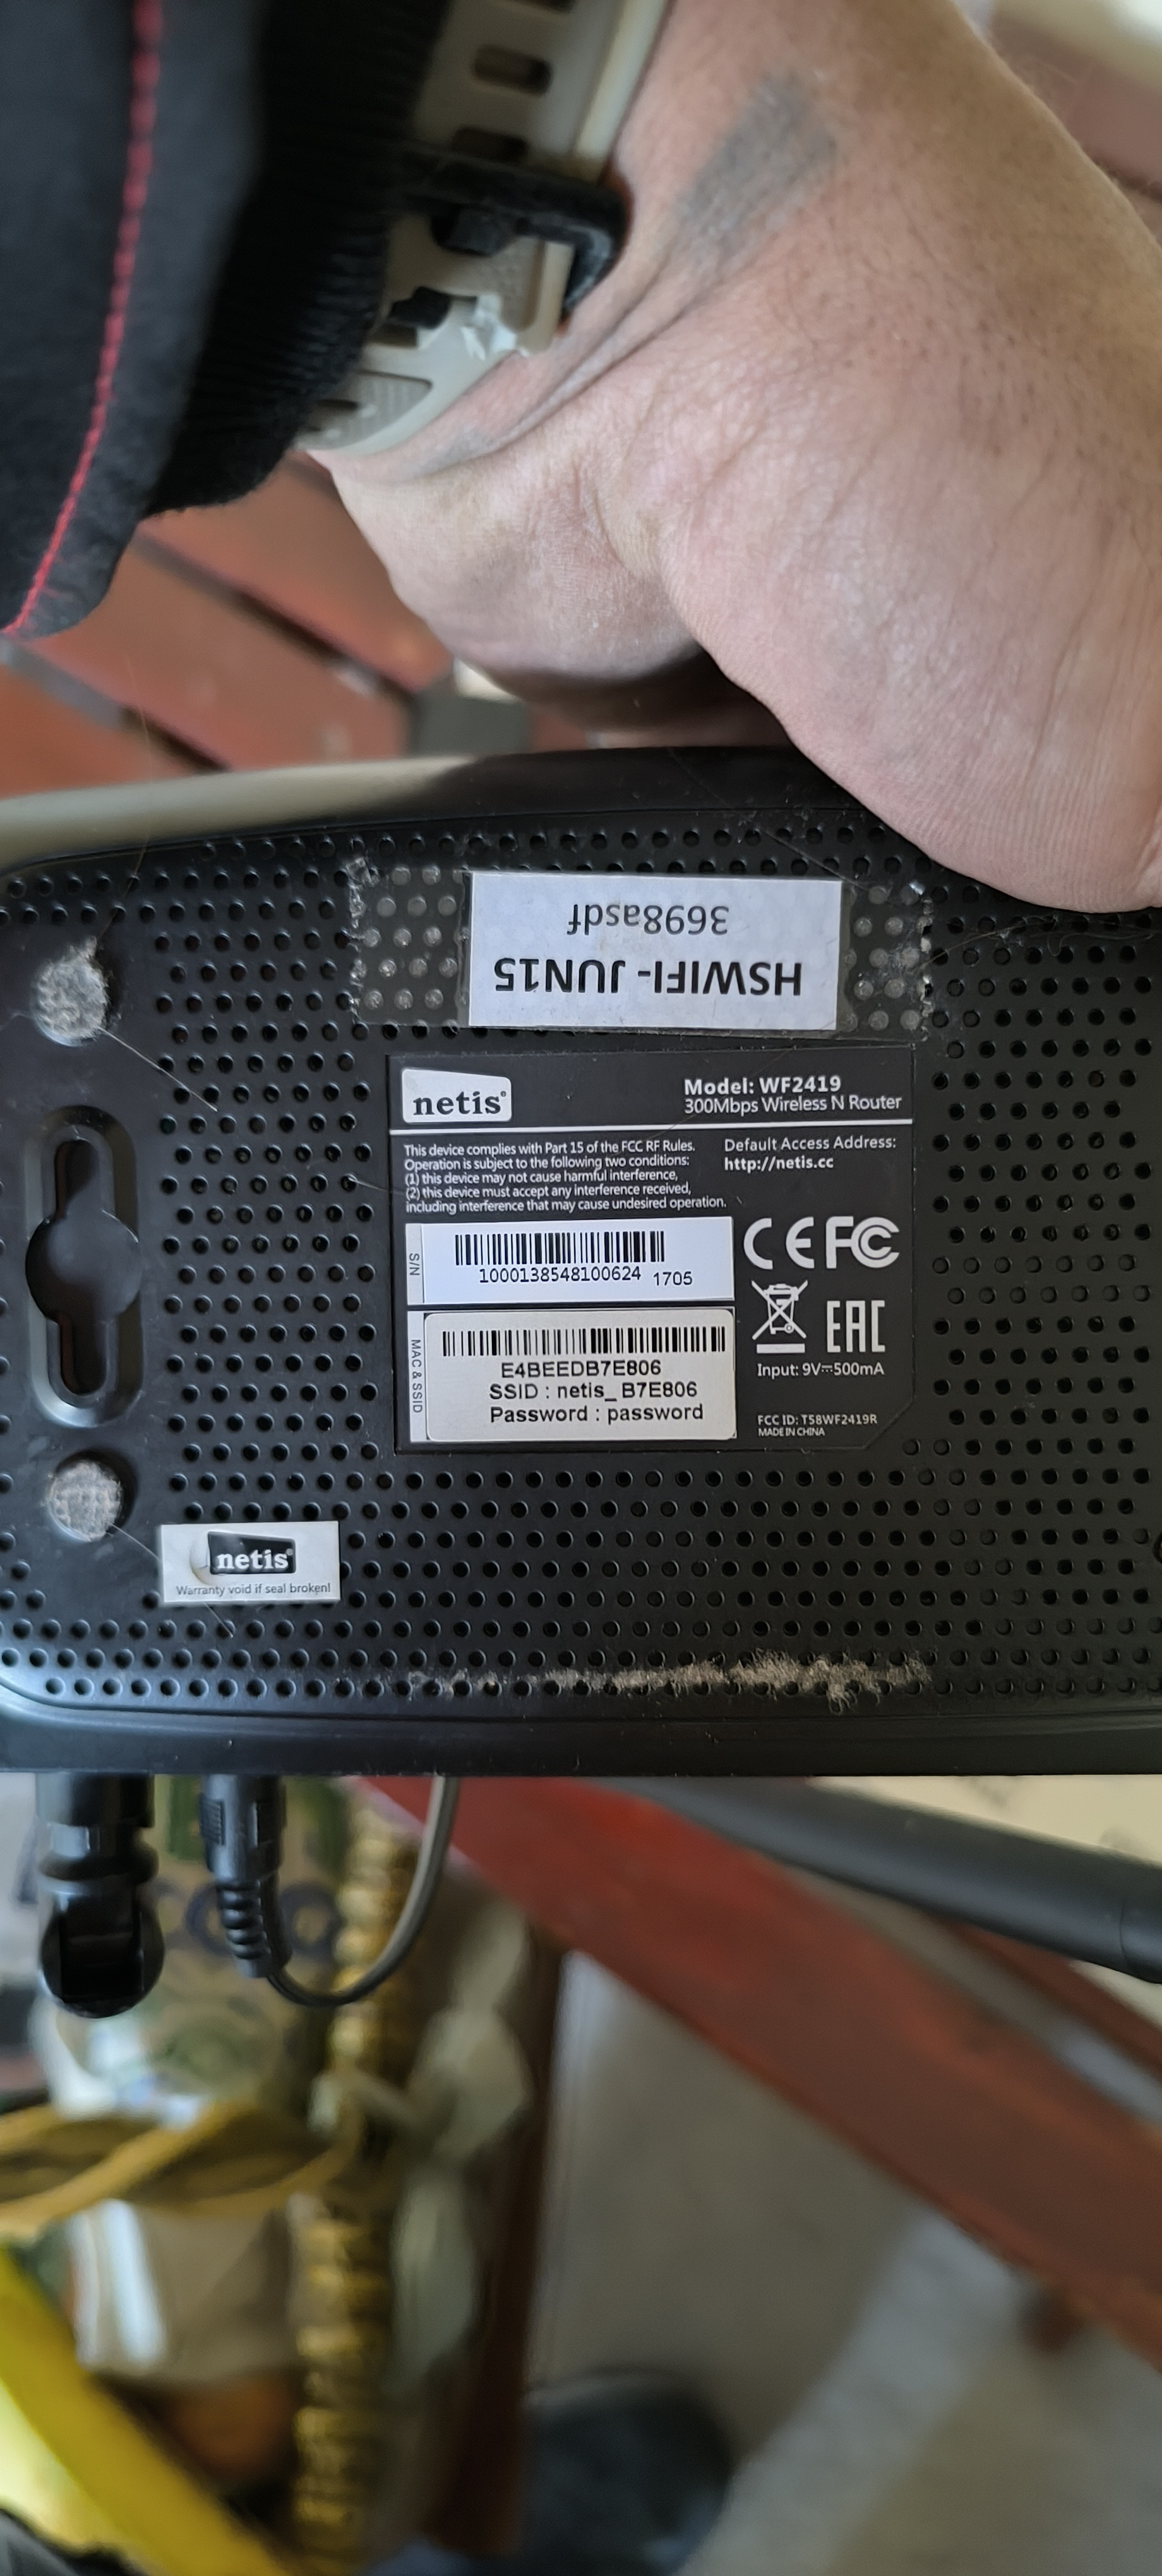 HSWIFI- JUN15
3698asdf
netis
Model: WF2419
300Mbps Wireless N Router
This device complies with Part 15 of the FCC RF Rules.
Operation is subject to the following two conditions:
(1) this device may not cause harmful interference,
(2) this device must accept any interference received,
including interference that may cause undesired operation.
Default Access Address:
http://netis.cc
S/N
1000138548100624 1705
CE FC
EAC
MAC & SSID
E4BEEDB7E806
SSID : netis_B7E806
Password : password
Input: 9V⎓500mA
FCC ID: T58WF2419R
MADE IN CHINA
netis
Warranty void if seal broken!